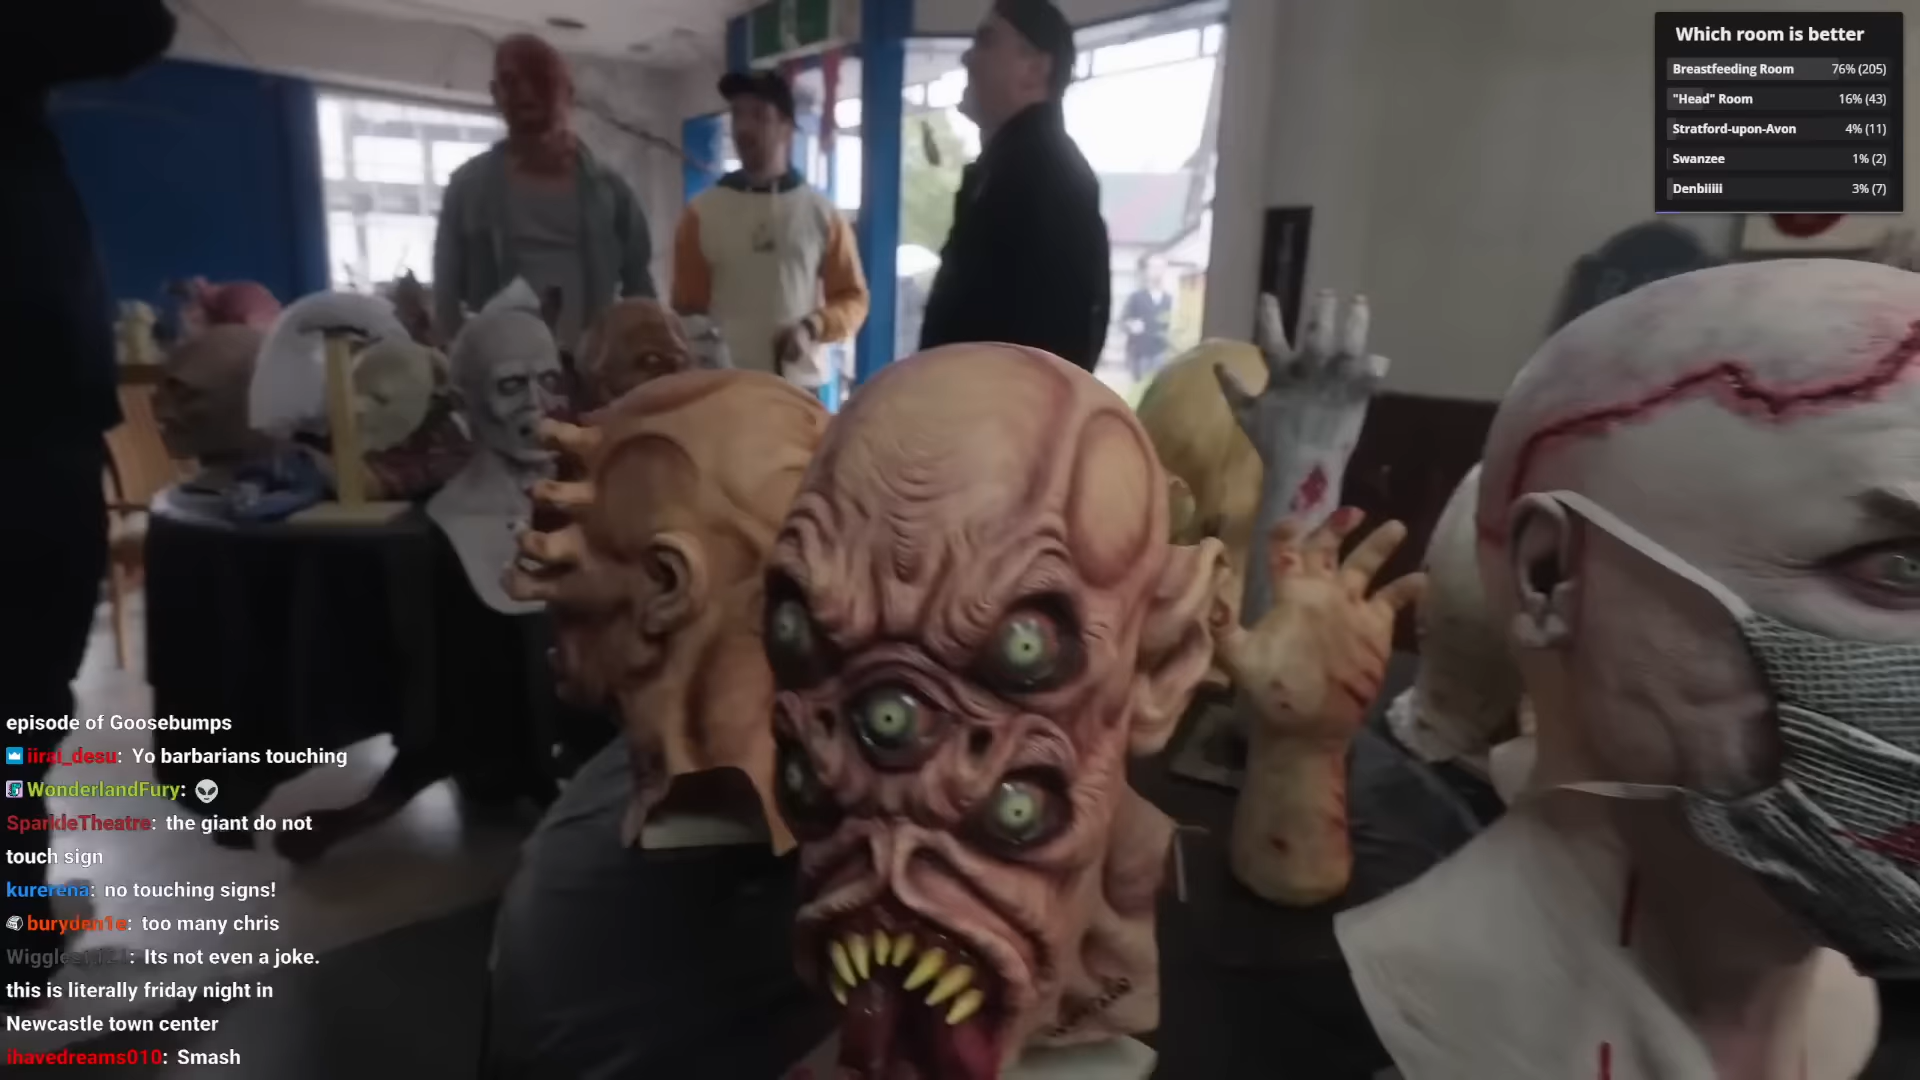 Which room is better
Breastfeeding Room 76% (205)
"Head" Room 16% (43)
Stratford-upon-Avon 4% (11)
Swanzee 1% (2)
Denbiiiii 3% (7)
episode of Goosebumps
iirai_desu: Yo barbarians touching
WonderlandFury: 👽
SparkleTheatre: the giant do not
touch sign
kurerena: no touching signs!
buryden1e: too many chris
Its not even a joke.
this is literally friday night in
Newcastle town center
ihavedreams010: Smash